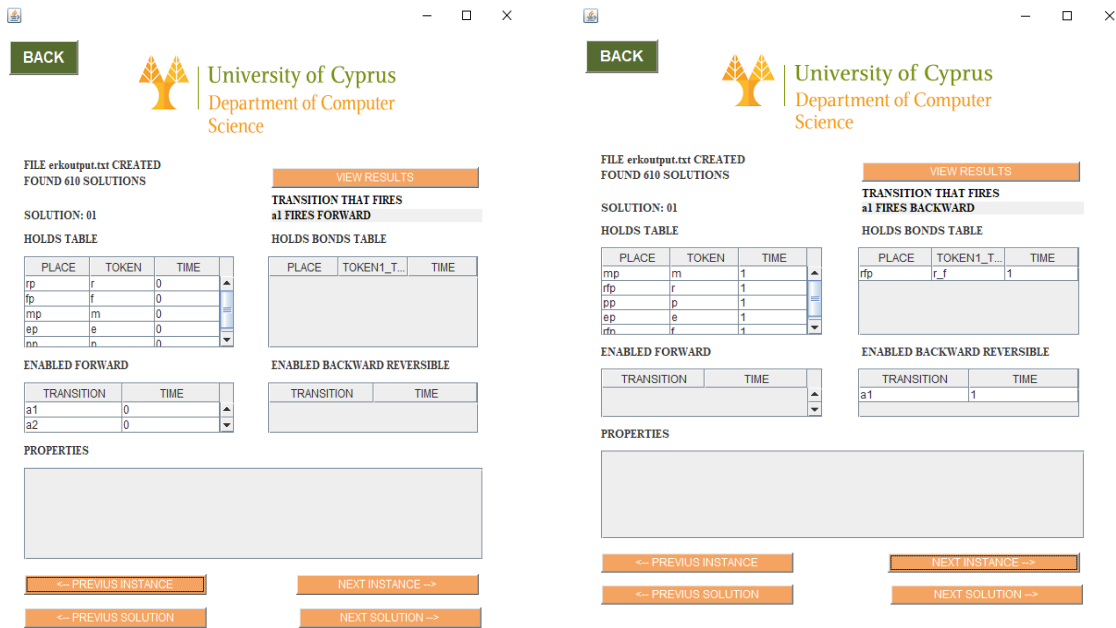 BACK
University of Cyprus
Department of Computer
Science
FILE erkoutput.txt CREATED
FOUND 610 SOLUTIONS
VIEW RESULTS
TRANSITION THAT FIRES
SOLUTION: 01
a1 FIRES FORWARD
HOLDS TABLE
HOLDS BONDS TABLE
PLACE TOKEN TIME
PLACE TOKEN1_T... TIME
rp r 0
fp f 0
mp m 0
ep e 0
pp p 0
ENABLED FORWARD
ENABLED BACKWARD REVERSIBLE
TRANSITION TIME
TRANSITION TIME
a1 0
a2 0
PROPERTIES
<-- PREVIUS INSTANCE
NEXT INSTANCE -->
<-- PREVIUS SOLUTION
NEXT SOLUTION -->
BACK
University of Cyprus
Department of Computer
Science
FILE erkoutput.txt CREATED
FOUND 610 SOLUTIONS
VIEW RESULTS
TRANSITION THAT FIRES
SOLUTION: 01
a1 FIRES BACKWARD
HOLDS TABLE
HOLDS BONDS TABLE
PLACE TOKEN TIME
PLACE TOKEN1_T... TIME
mp m 1
rfp r_f 1
rfp r 1
pp p 1
ep e 1
rfp f 1
ENABLED FORWARD
ENABLED BACKWARD REVERSIBLE
TRANSITION TIME
TRANSITION TIME
a1 1
PROPERTIES
<-- PREVIUS INSTANCE
NEXT INSTANCE -->
<-- PREVIUS SOLUTION
NEXT SOLUTION -->